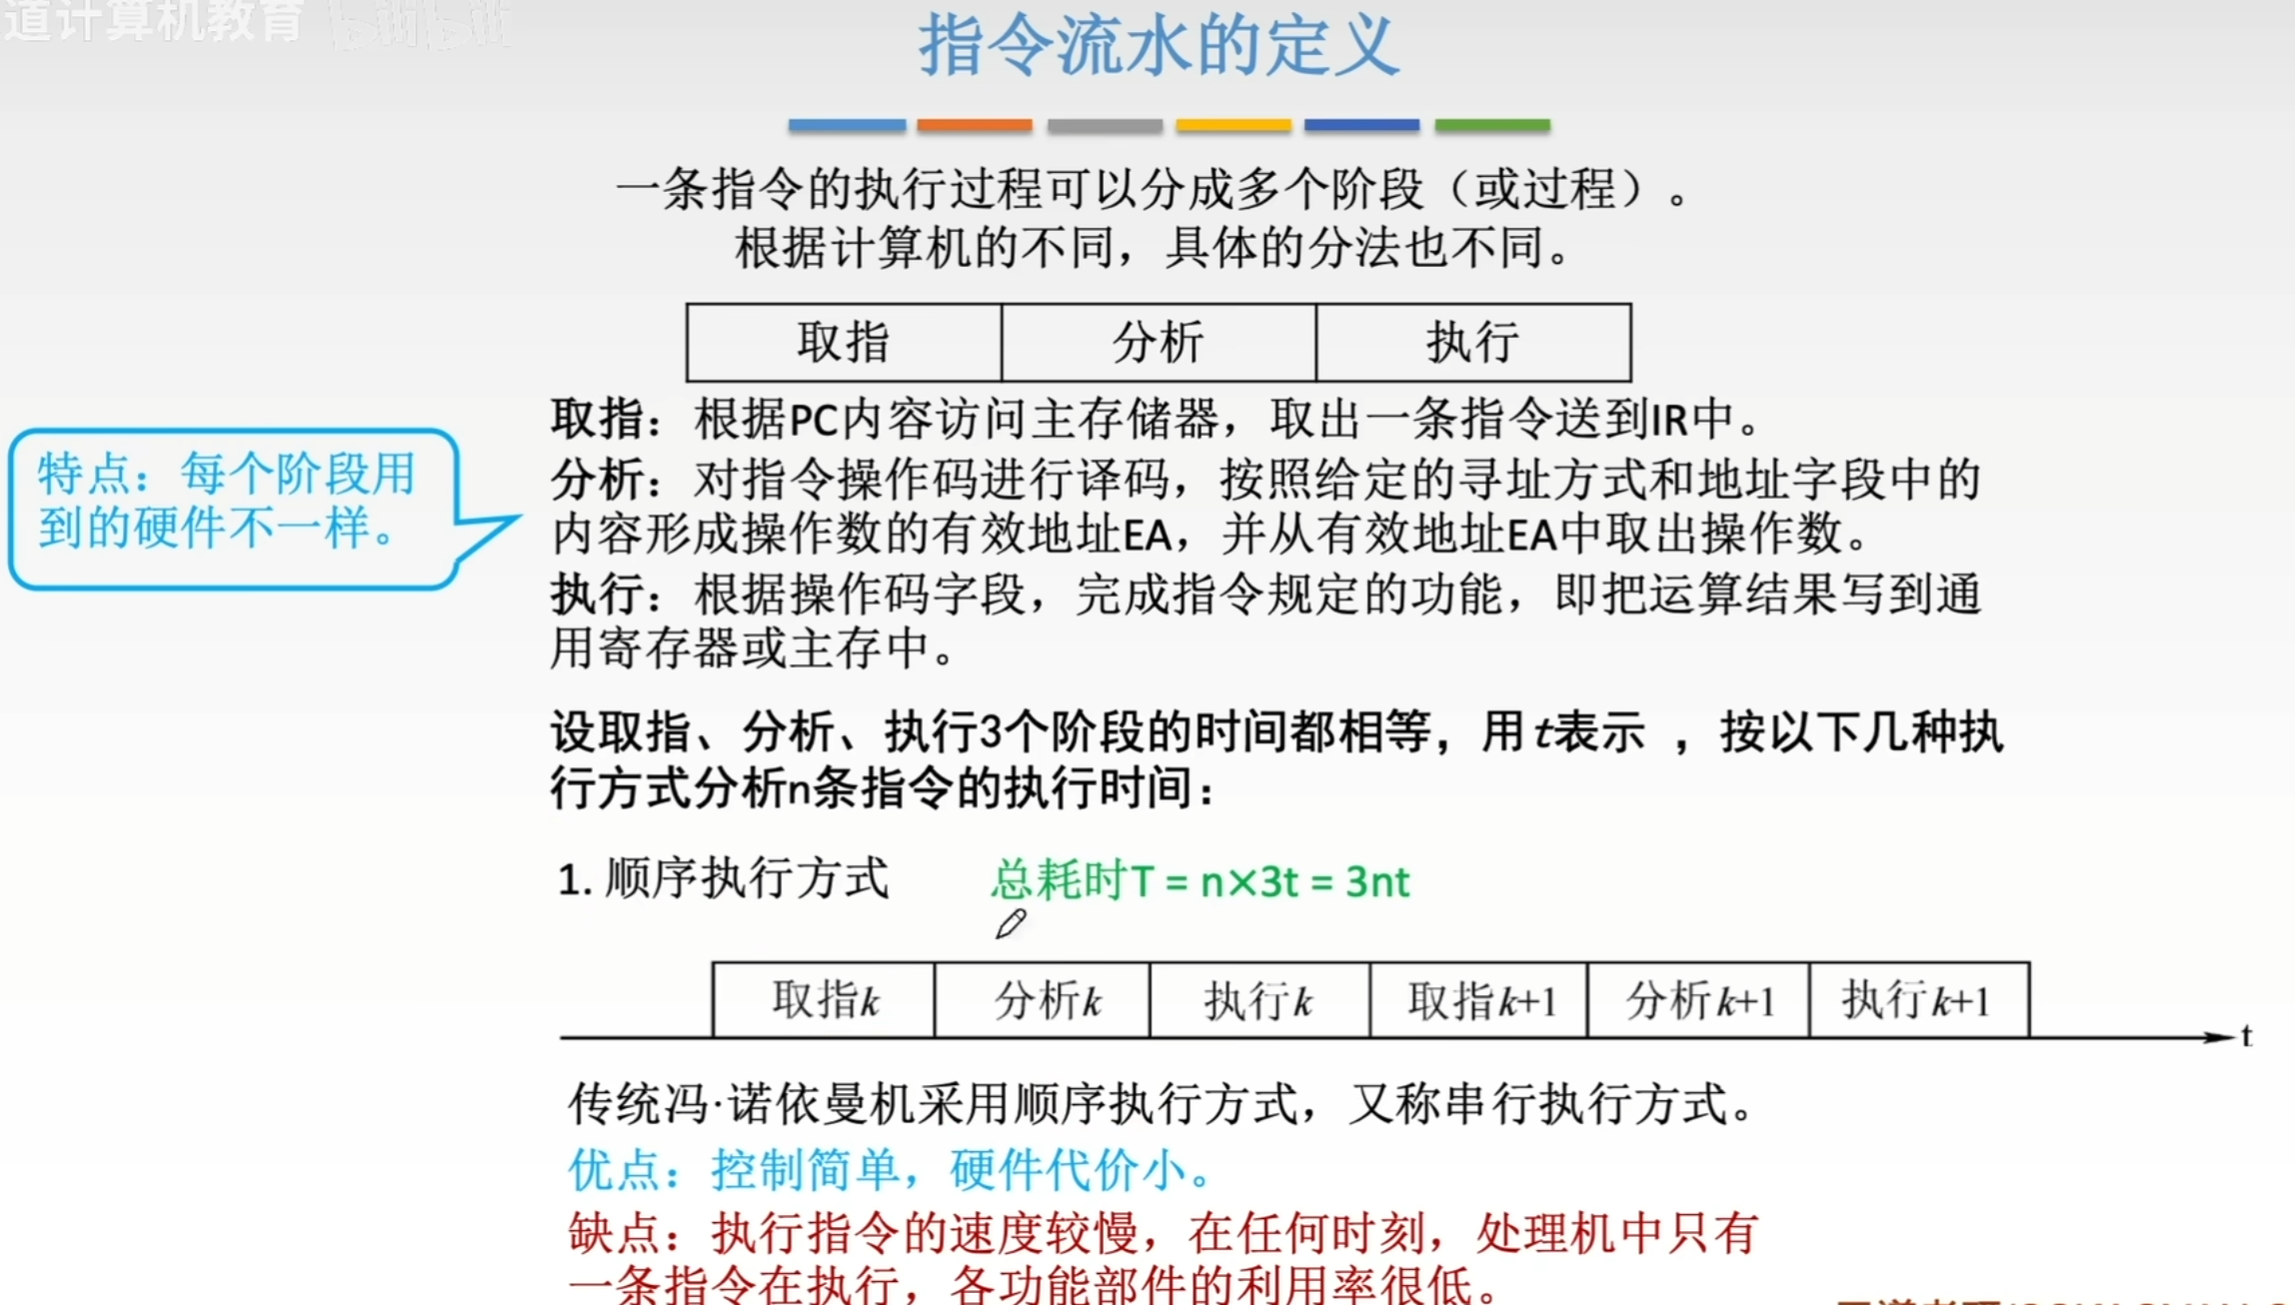 道计算机教育 bilibili
指令流水的定义
一条指令的执行过程可以分成多个阶段（或过程）。
根据计算机的不同，具体的分法也不同。
取指 分析 执行
取指：根据PC内容访问主存储器，取出一条指令送到IR中。
特点：每个阶段用
到的硬件不一样。
分析：对指令操作码进行译码，按照给定的寻址方式和地址字段中的
内容形成操作数的有效地址EA，并从有效地址EA中取出操作数。
执行：根据操作码字段，完成指令规定的功能，即把运算结果写到通
用寄存器或主存中。
设取指、分析、执行3个阶段的时间都相等，用t表示 ，按以下几种执
行方式分析n条指令的执行时间：
1. 顺序执行方式 总耗时T = n×3t = 3nt
取指k 分析k 执行k 取指k+1 分析k+1 执行k+1
t
传统冯·诺依曼机采用顺序执行方式，又称串行执行方式。
优点：控制简单，硬件代价小。
缺点：执行指令的速度较慢，在任何时刻，处理机中只有
一条指令在执行，各功能部件的利用率很低。